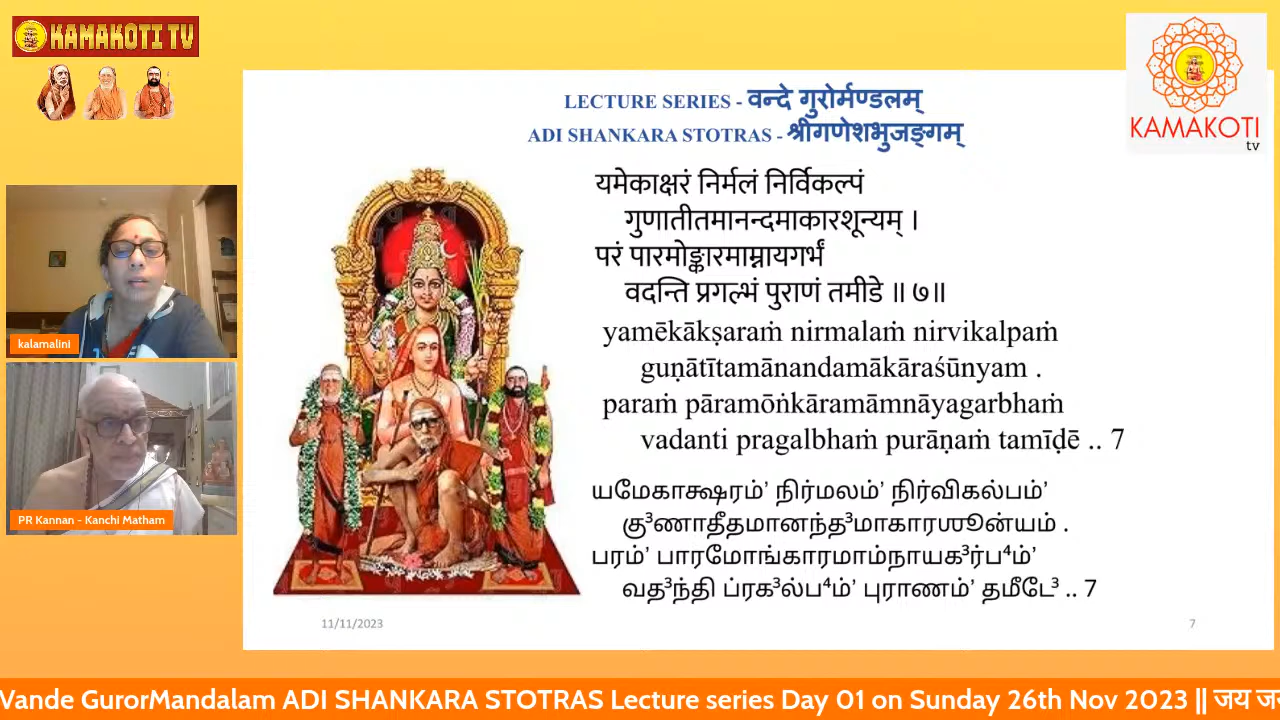 KAMAKOTI TV
KAMAKOTI
tv
LECTURE SERIES - वन्दे गुरोर्मण्डलम्
ADI SHANKARA STOTRAS - श्रीगणेशभुजङ्गम्
यमेकाक्षरं निर्मलं निर्विकल्पं
गुणातीतमानन्दमाकारशून्यम् ।
परं पारमोङ्कारमाम्नायगर्भं
वदन्ति प्रगल्भं पुराणं तमीडे ॥ ७॥
yamēkākṣaraṁ nirmalaṁ nirvikalpaṁ
guṇātītamānandamākāraśūnyam .
paraṁ pāramōṅkāramāmnāyagarbhaṁ
vadanti pragalbhaṁ purāṇaṁ tamīḍē .. 7
யமேகாக்ஷரம்ʼ நிர்மலம்ʼ நிர்விகல்பம்ʼ
கு³ணாதீதமானந்த³மாகாரஶூன்யம் .
பரம்ʼ பாரமோங்காரமாம்நாயக³ர்ப⁴ம்ʼ
வத³ந்தி ப்ரக³ல்ப⁴ம்ʼ புராணம்ʼ தமீடே³ .. 7
kalamalini
PR Kannan - Kanchi Matham
11/11/2023
7
Vande GurorMandalam ADI SHANKARA STOTRAS Lecture series Day 01 on Sunday 26th Nov 2023 || जय ज